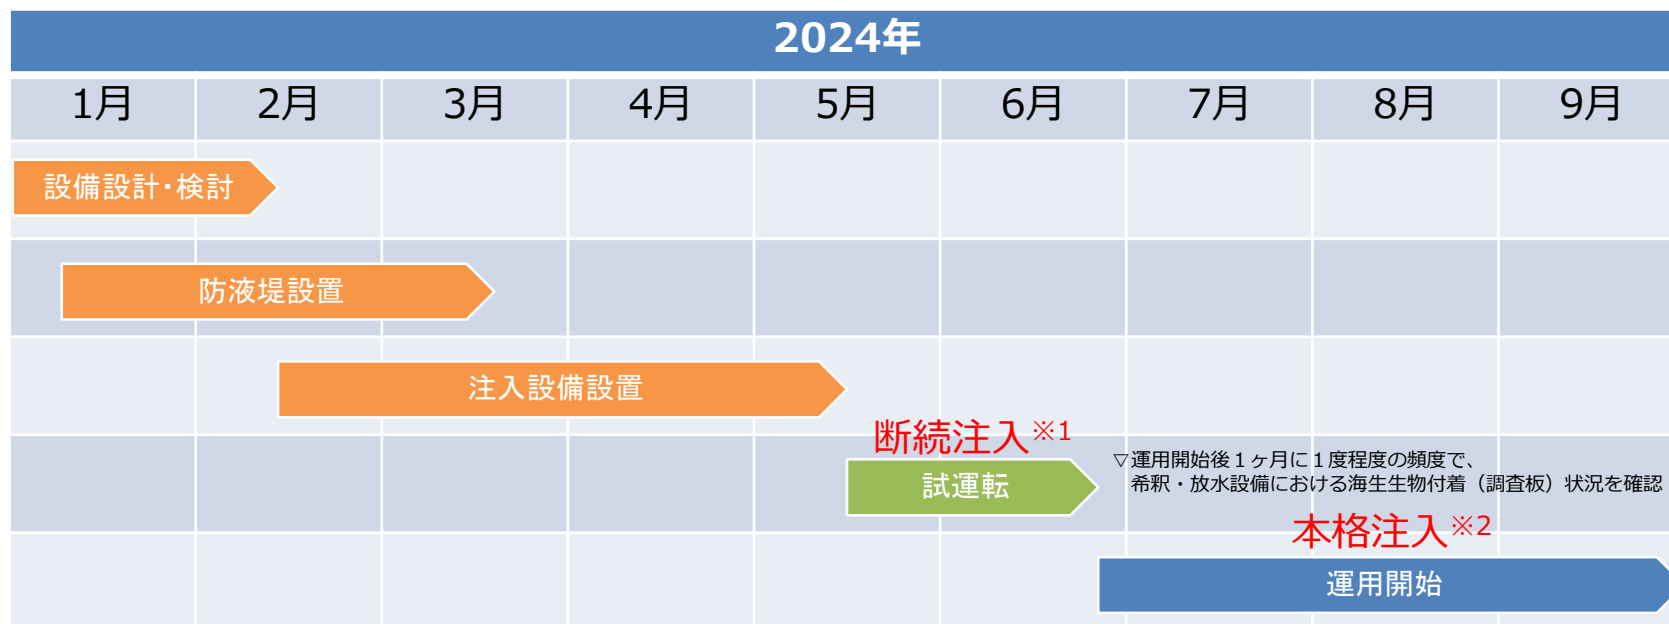 2024年
1月 2月 3月 4月 5月 6月 7月 8月 9月
設備設計・検討
防液堤設置
注入設備設置
断続注入※1
試運転
▽運用開始後１ヶ月に１度程度の頻度で、
希釈・放水設備における海生生物付着（調査板）状況を確認
本格注入※2
運用開始